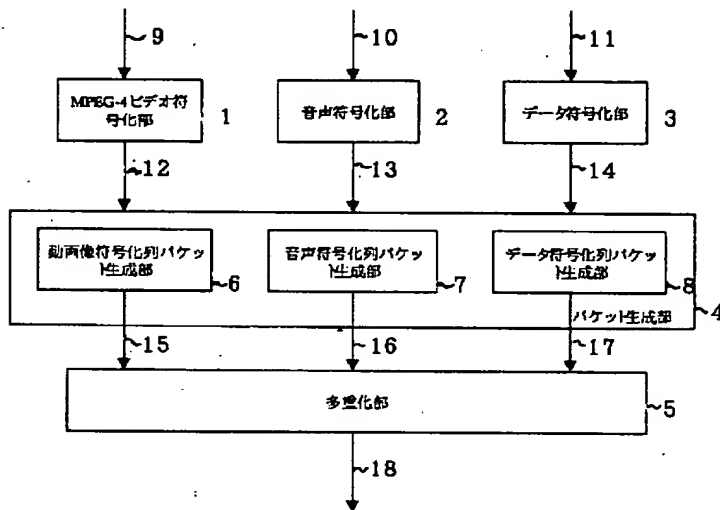 9
10
11
MPEG-4 ビデオ符
号化部
1
音声符号化部
2
データ符号化部
3
12
13
14
動画像符号化列パケッ
ト生成部
6
音声符号化列パケッ
ト生成部
7
データ符号化列パケッ
ト生成部
8
パケット生成部
4
15
16
17
多重化部
5
18